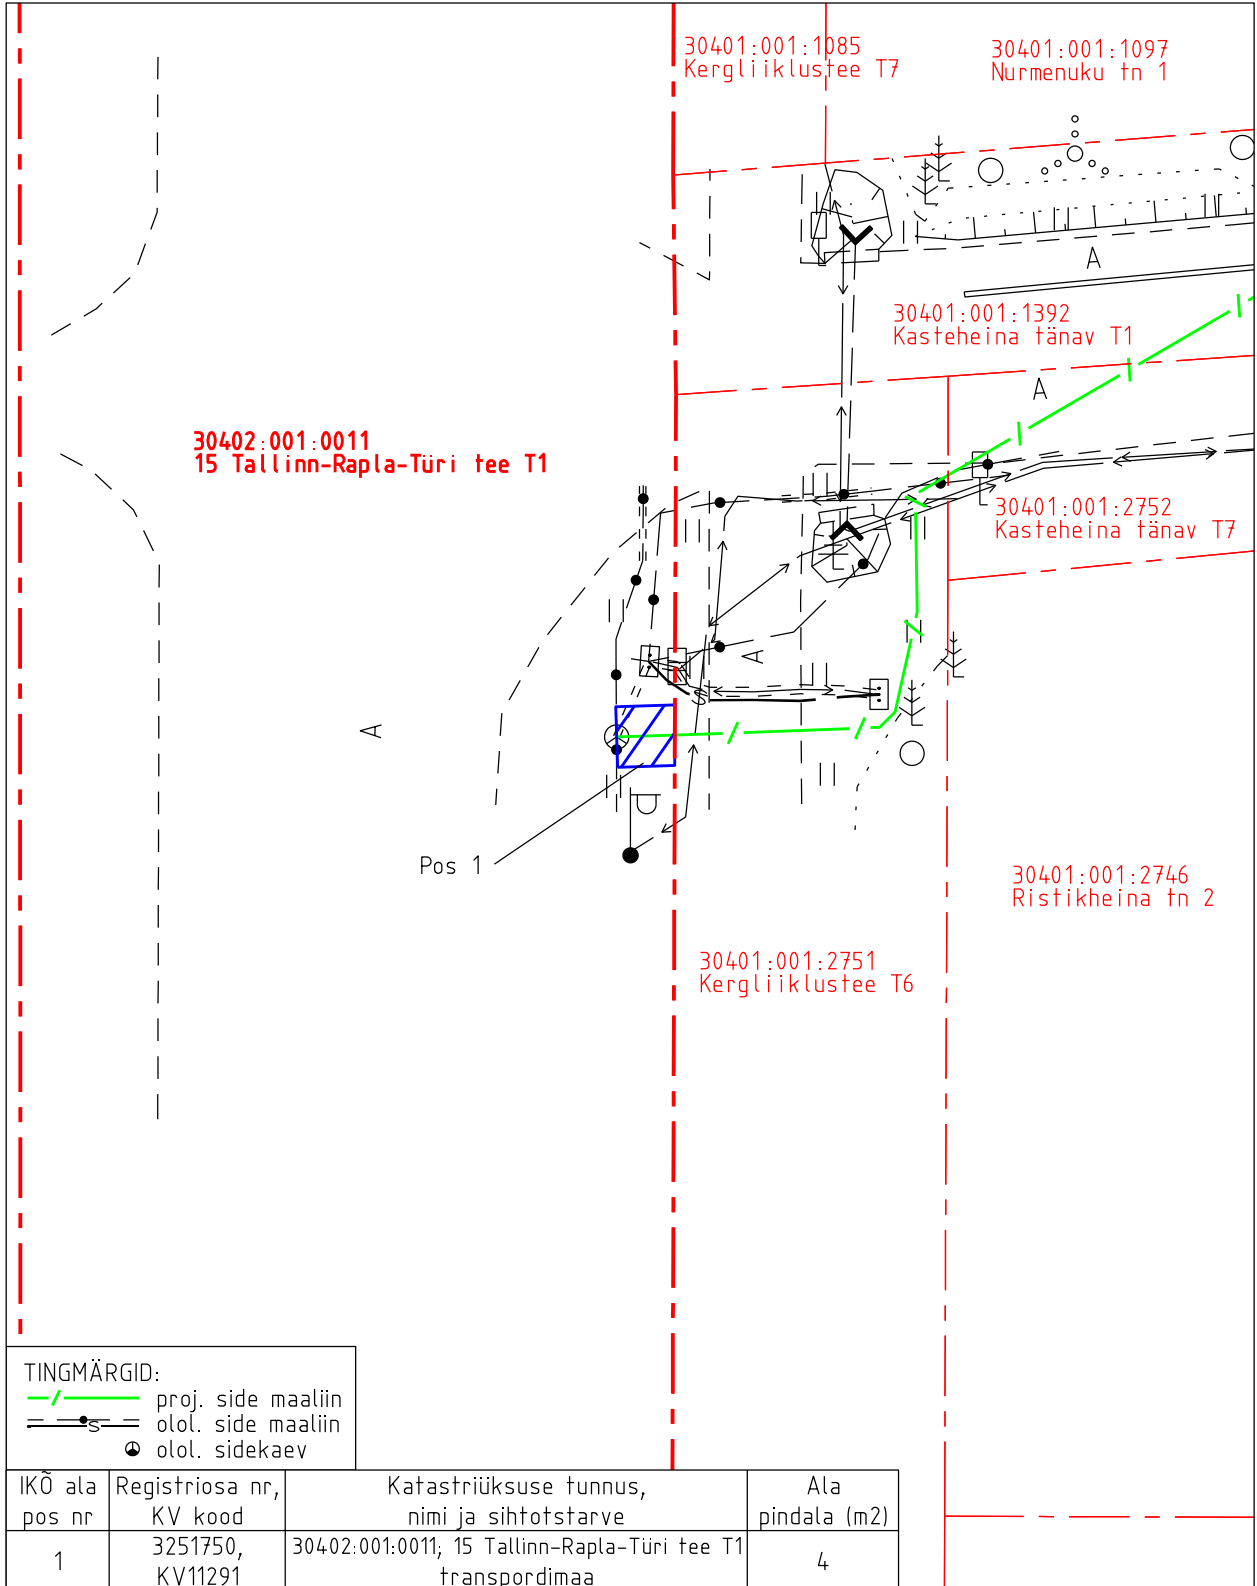 30401:001:1085
Kergliiklustee T7
30401:001:1097
Nurmenuku tn 1
A
30401:001:1392
Kasteheina tänav T1
A
30402:001:0011
15 Tallinn-Rapla-Türi tee T1
30401:001:2752
Kasteheina tänav T7
A
A
S
Pos 1
30401:001:2746
Ristikheina tn 2
30401:001:2751
Kergliiklustee T6
TINGMÄRGID:
proj. side maaliin
S
olol. side maaliin
olol. sidekaev
IKÕ ala
pos nr
Registriosa nr,
KV kood
Katastriüksuse tunnus,
nimi ja sihtotstarve
Ala
pindala (m2)
1
3251750,
KV11291
30402:001:0011; 15 Tallinn-Rapla-Türi tee T1
transpordimaa
4